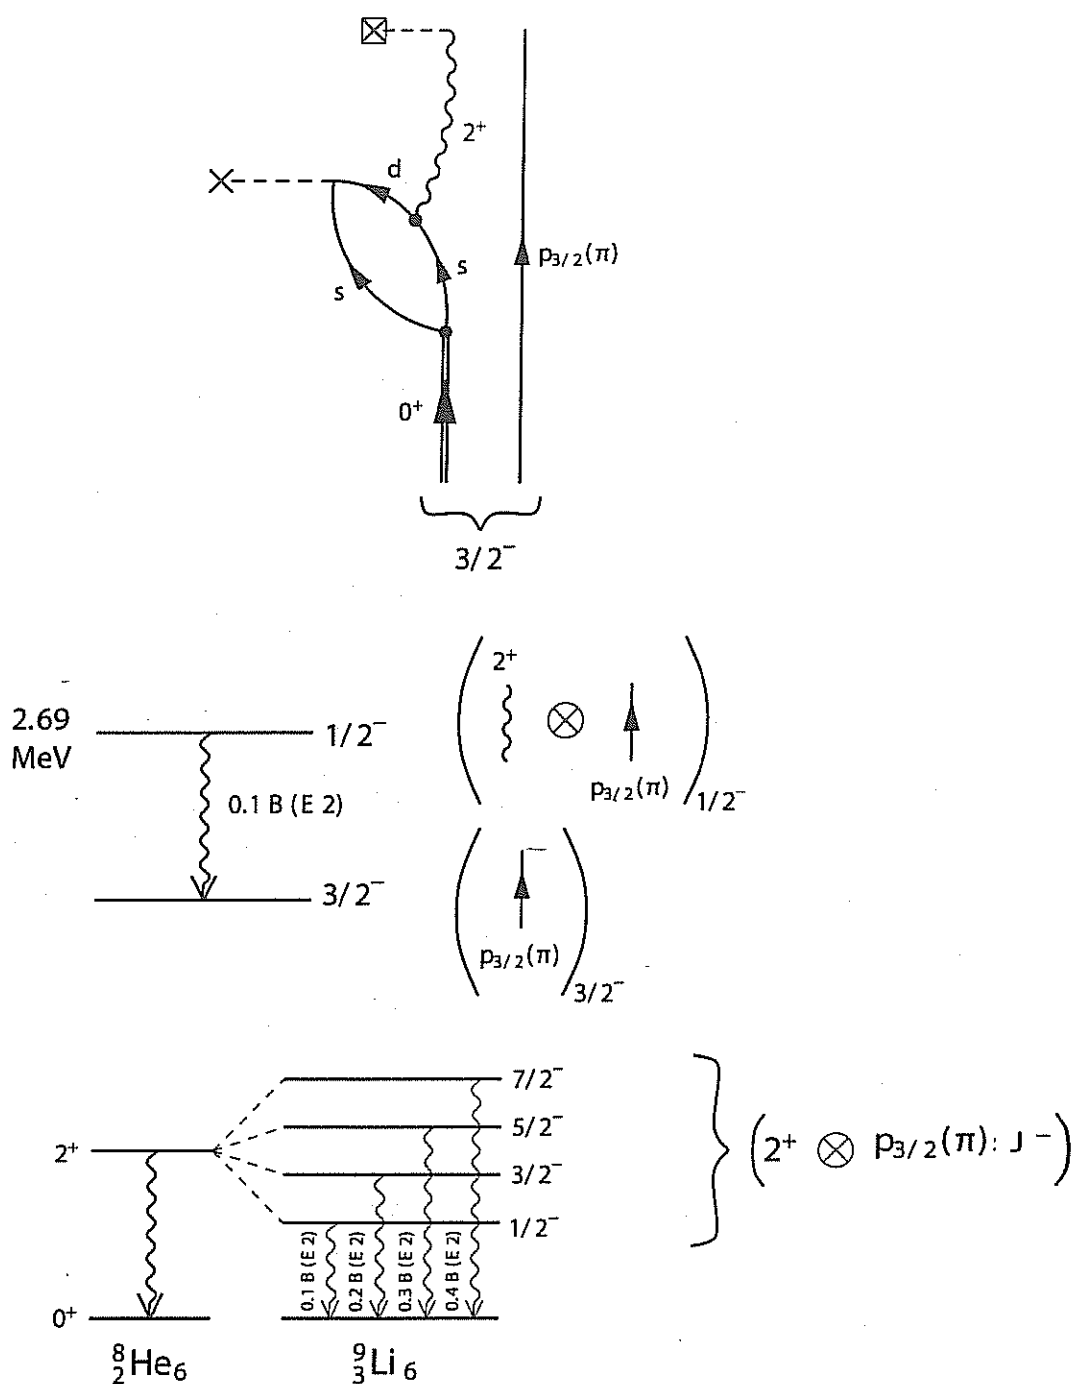 2⁺
d
s
s
p₃/₂(π)
0⁺
3/2⁻
2.69
MeV
1/2⁻
0.1 B (E 2)
3/2⁻
2⁺
⊗
p₃/₂(π)
1/2⁻
p₃/₂(π)
3/2⁻
2⁺
0⁺
7/2⁻
5/2⁻
3/2⁻
1/2⁻
0.1 B (E 2)
0.2 B (E 2)
0.3 B (E 2)
0.4 B (E 2)
(2⁺ ⊗ p₃/₂(π): J⁻)
⁸₂He₆
⁹₃Li₆